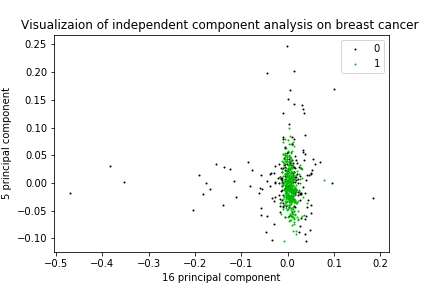 Visualizaion of independent component analysis on breast cancer
0.25
0.20
0.15
0.10
0.05
0.00
−0.05
−0.10
5 principal component
0
1
−0.5 −0.4 −0.3 −0.2 −0.1 0.0 0.1 0.2
16 principal component